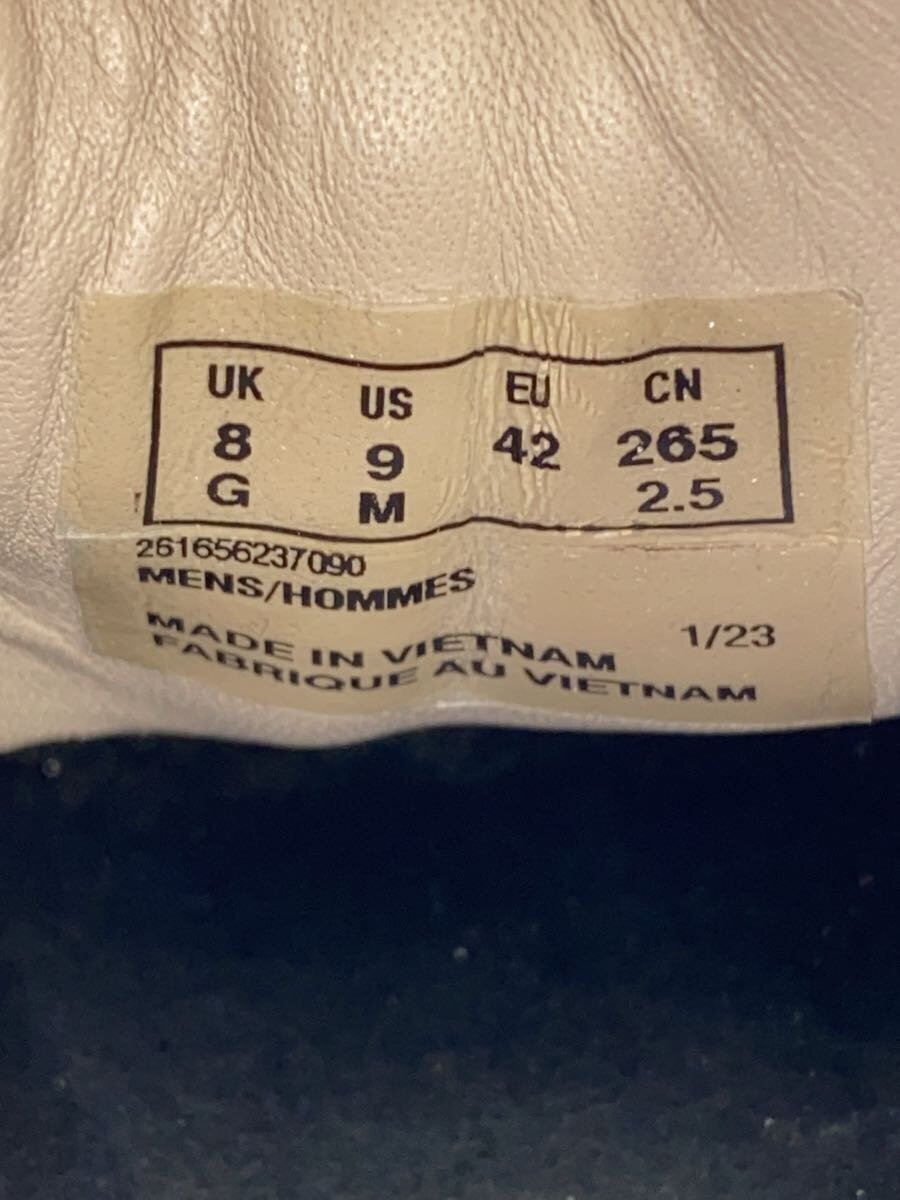 UK US EU CN
8 9 42 265
G M 2.5
261656237090
MENS/HOMMES
MADE IN VIETNAM 1/23
FABRIQUE AU VIETNAM